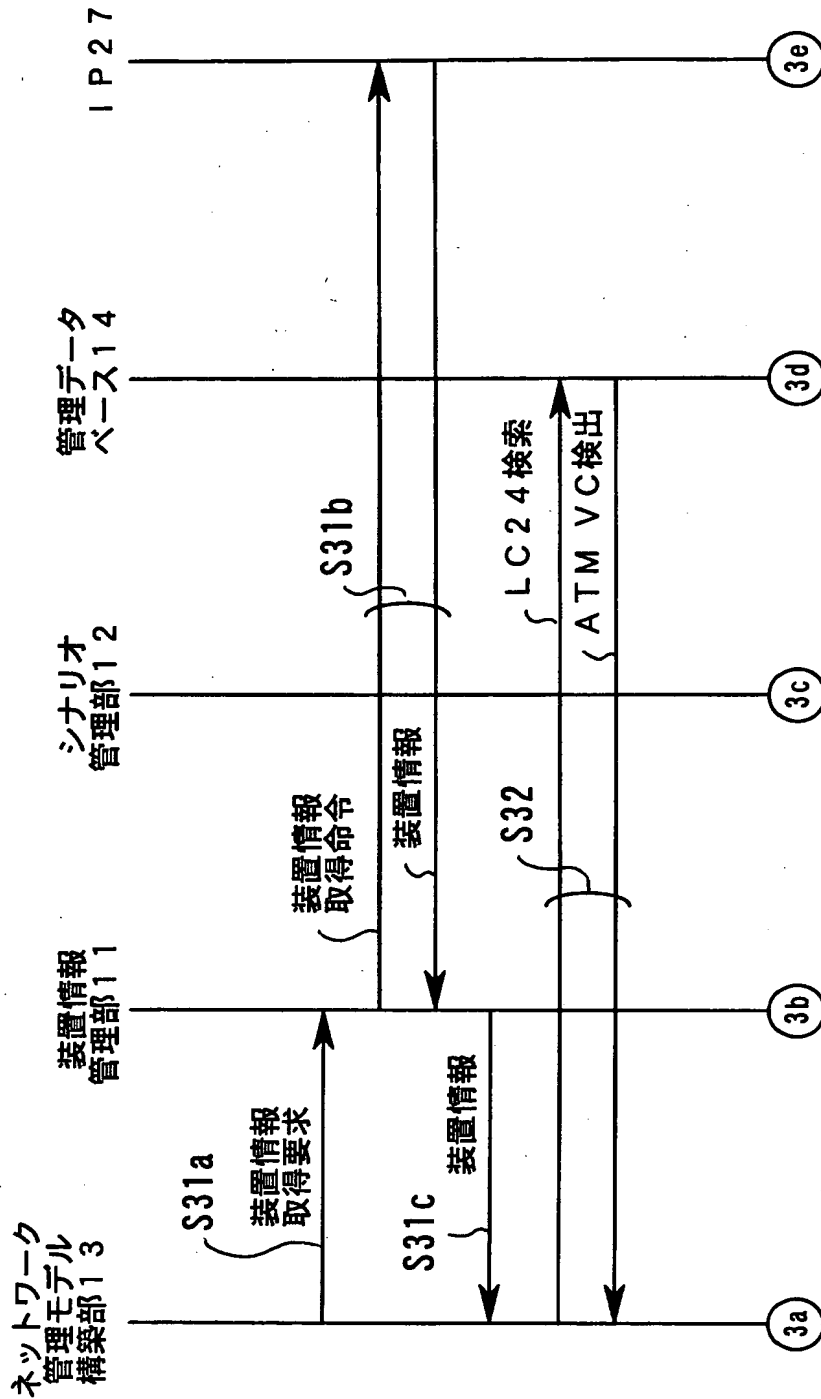 ネットワーク
管理モデル
構築部13
装置情報
管理部11
シナリオ
管理部12
管理データ
ベース14
IP27
S31a
装置情報
取得要求
装置情報
取得命令
S31b
装置情報
S31c
装置情報
S32
LC24検索
ATM VC検出
3a
3b
3c
3d
3e